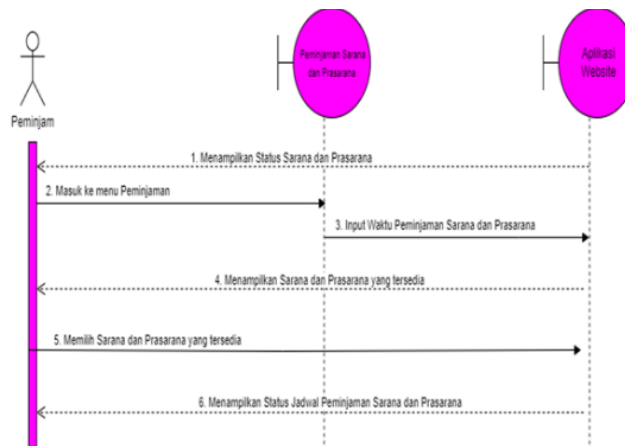 Peminjaman Sarana
dan Prasarana
Aplikasi
Website
Peminjam
1. Menampilkan Status Sarana dan Prasarana
2. Masuk ke menu Peminjaman
3. Input Waktu Peminjaman Sarana dan Prasarana
4. Menampilkan Sarana dan Prasarana yang tersedia
5. Memilih Sarana dan Prasarana yang tersedia
6. Menampilkan Status Jadwal Peminjaman Sarana dan Prasarana